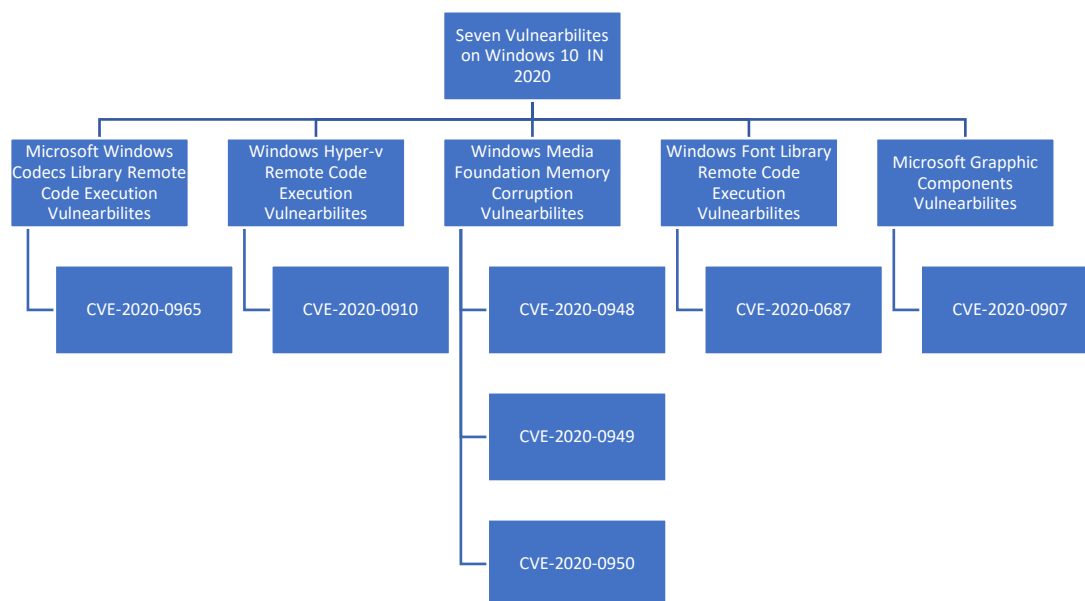 Seven Vulnearbilites
on Windows 10 IN
2020
Microsoft Windows
Codecs Library Remote
Code Execution
Vulnearbilites
Windows Hyper-v
Remote Code
Execution
Vulnearbilites
Windows Media
Foundation Memory
Corruption
Vulnearbilites
Windows Font Library
Remote Code
Execution
Vulnearbilites
Microsoft Grapphic
Components
Vulnearbilites
CVE-2020-0965
CVE-2020-0910
CVE-2020-0948
CVE-2020-0687
CVE-2020-0907
CVE-2020-0949
CVE-2020-0950